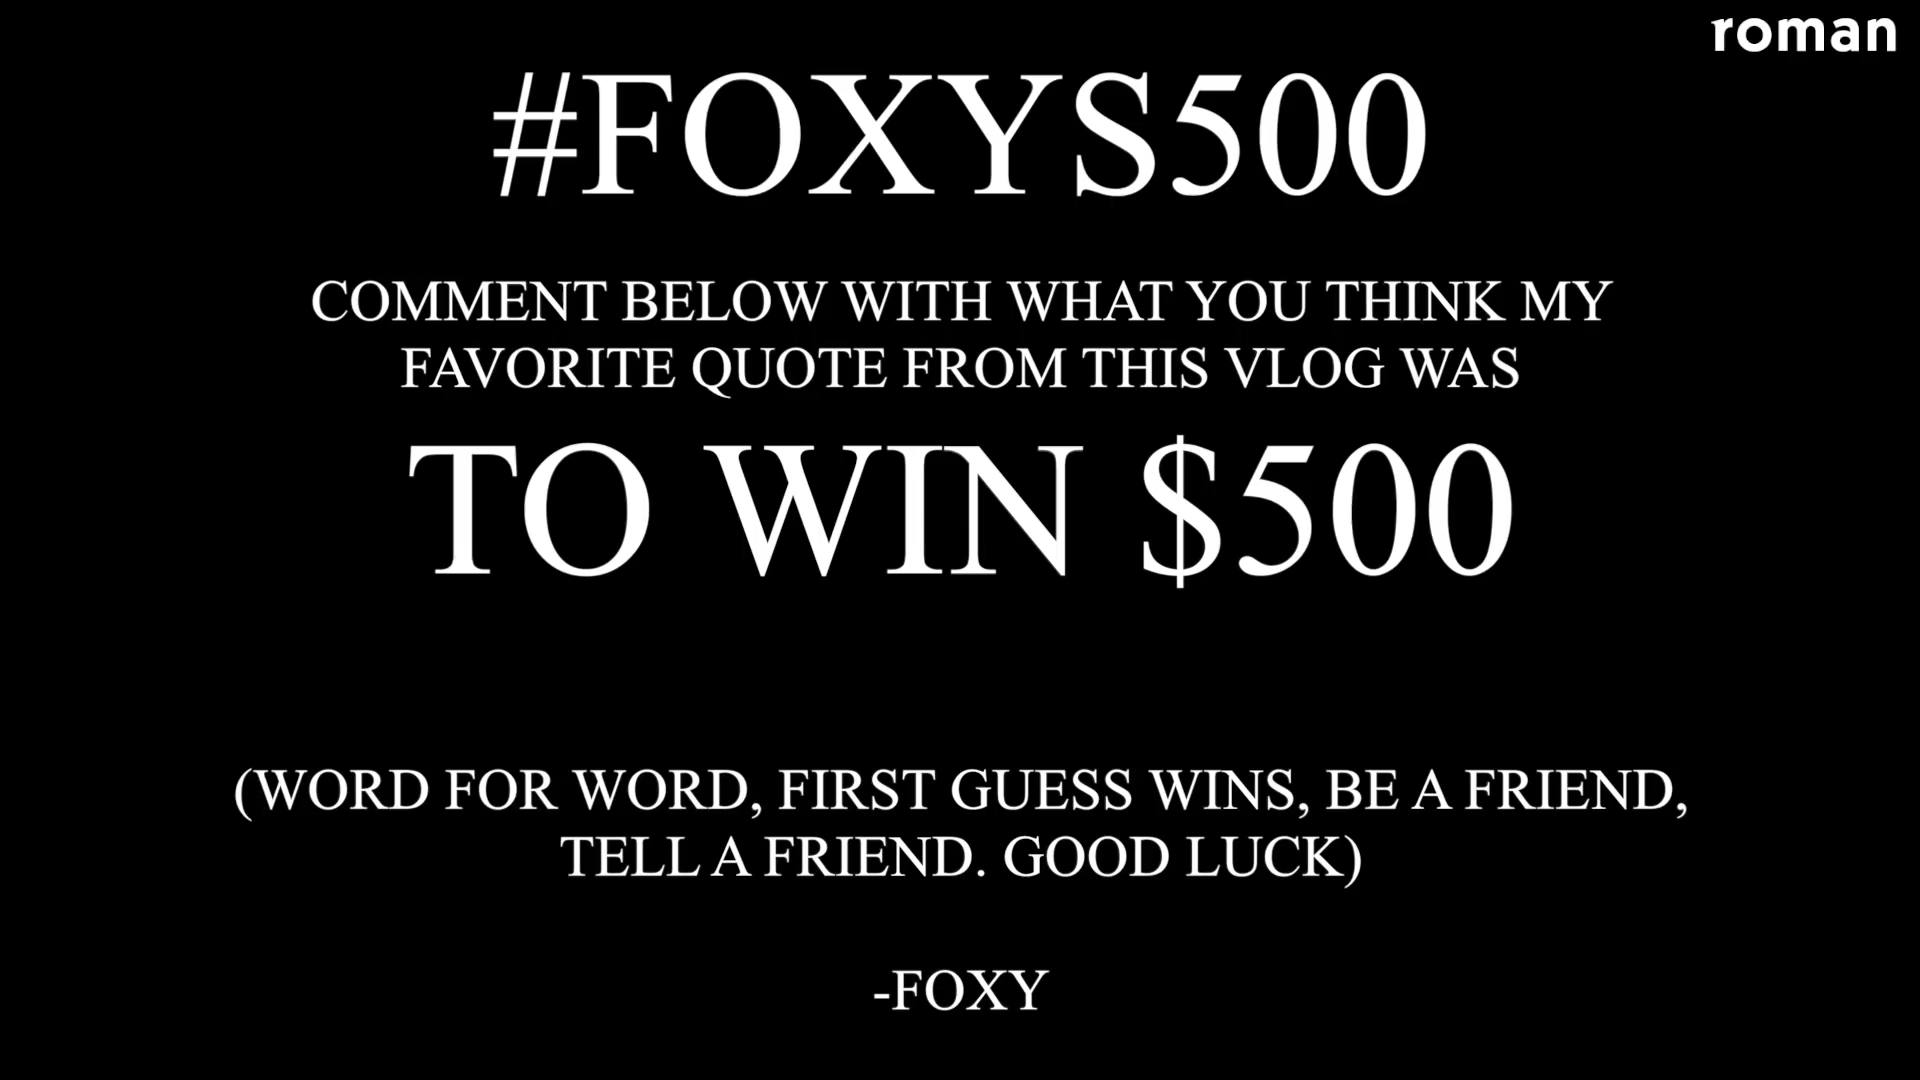 roman
#FOXYS500
COMMENT BELOW WITH WHAT YOU THINK MY
FAVORITE QUOTE FROM THIS VLOG WAS
TO WIN $500
(WORD FOR WORD, FIRST GUESS WINS, BE A FRIEND,
TELL A FRIEND. GOOD LUCK)
-FOXY